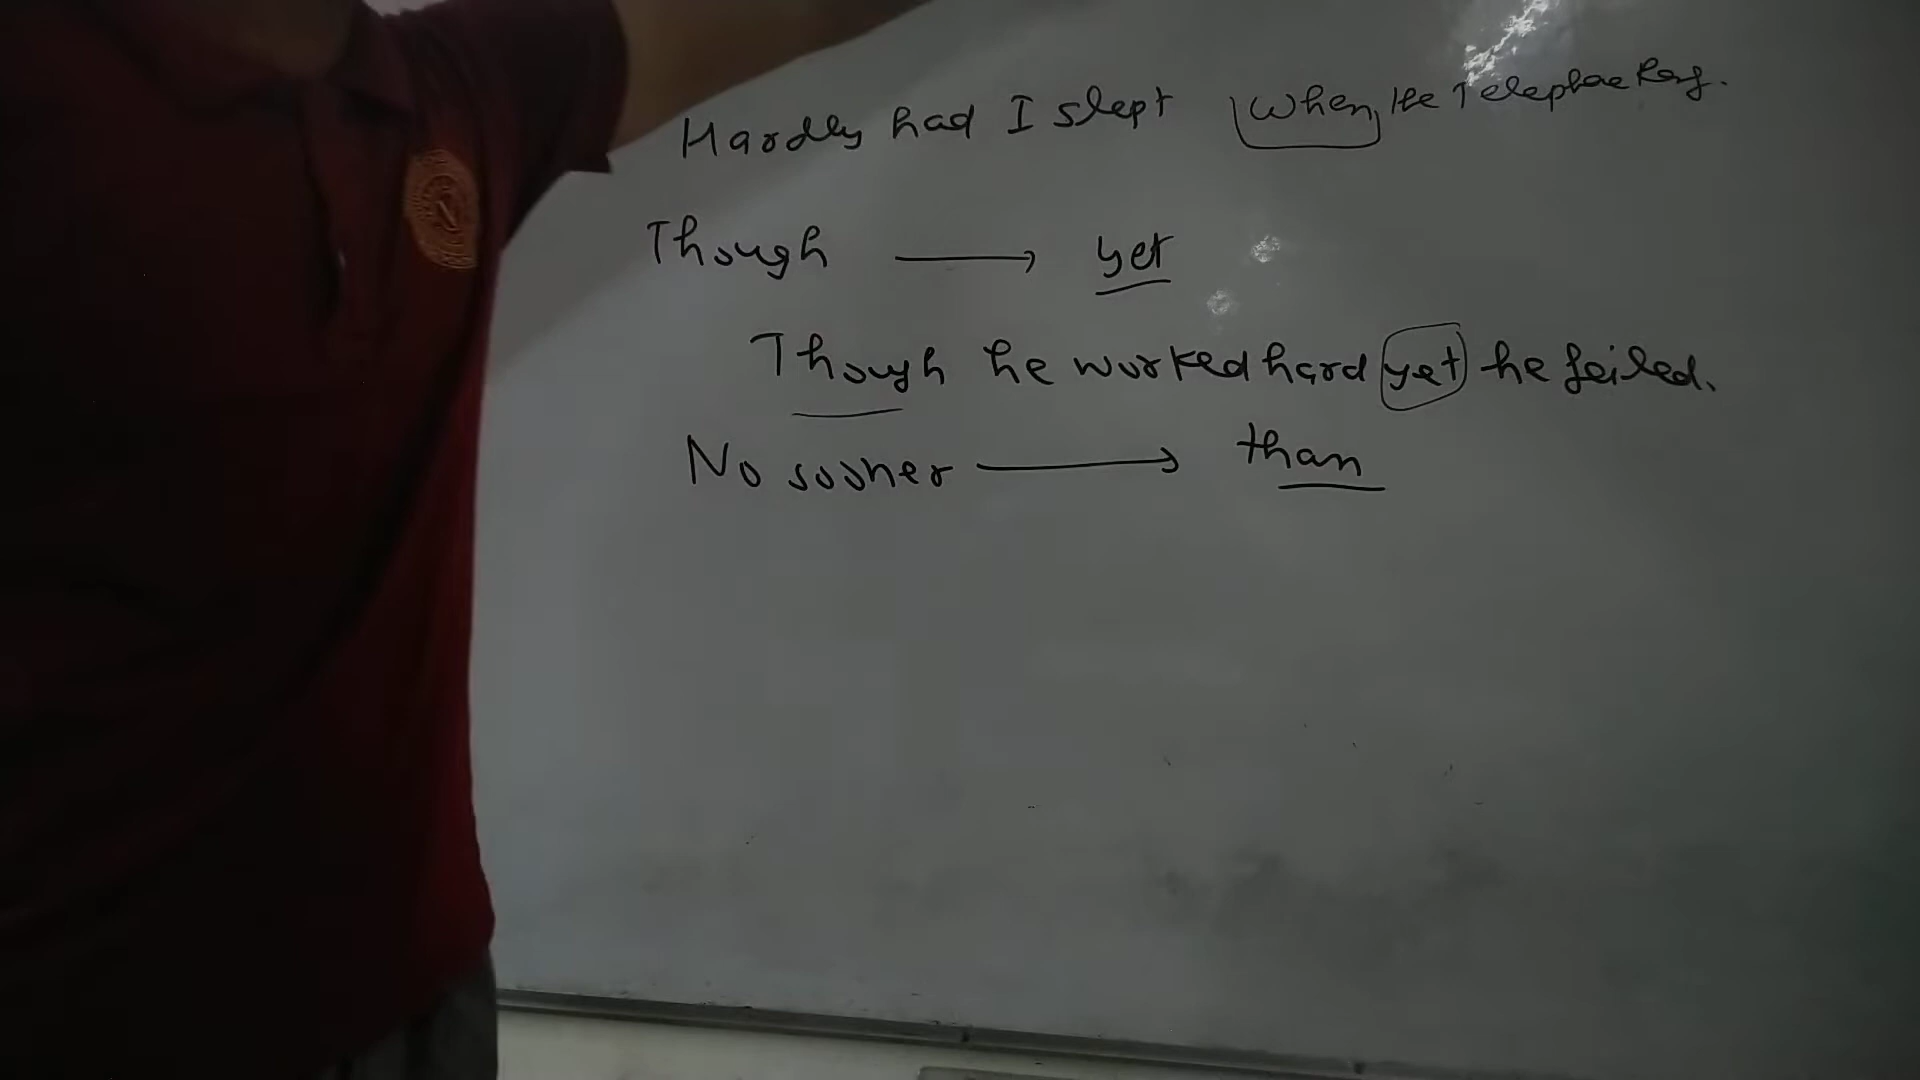 Hardly had I slept when the Telephone Rang.
Though → yet
Though he worked hard yet he failed.
No sooner → than